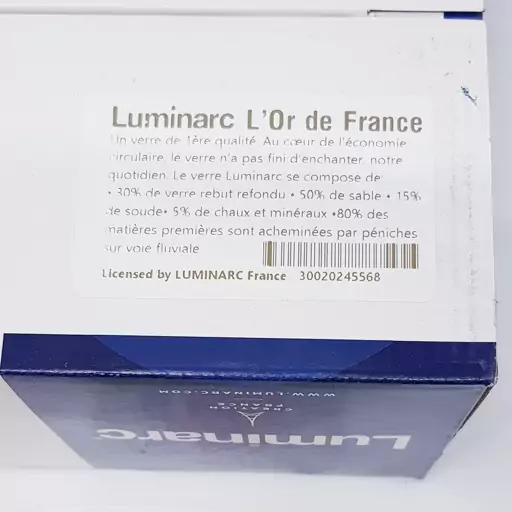 Luminarc L'Or de France
Un verre de 1ère qualité. Au cœur de l'économie
circulaire, le verre n'a pas fini d'enchanter notre
quotidien. Le verre Luminarc se compose de
• 30% de verre rebut refondu • 50% de sable • 15%
de soude• 5% de chaux et minéraux •80% des
matières premières sont acheminées par péniches
sur voie fluviale
Licensed by LUMINARC France 30020245568
WWW.LUMINARC.COM
CREATION
FRANCE
Luminarc